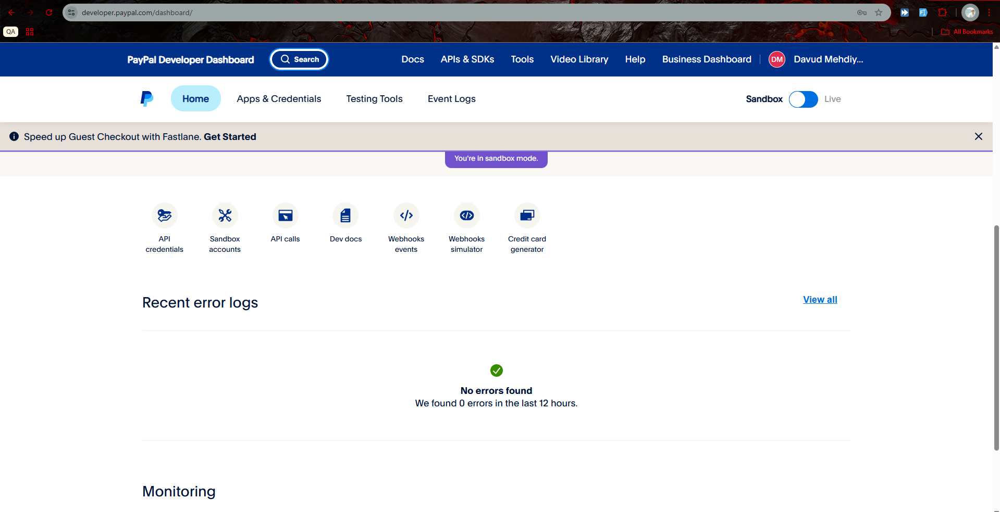 developer.paypal.com/dashboard/
QA
All Bookmarks
PayPal Developer Dashboard
Search
Docs
APIs & SDKs
Tools
Video Library
Help
Business Dashboard
DM
Davud Mehdiy...
Home
Apps & Credentials
Testing Tools
Event Logs
Sandbox
Live
Speed up Guest Checkout with Fastlane. Get Started
You're in sandbox mode.
API
credentials
Sandbox
accounts
API calls
Dev docs
Webhooks
events
Webhooks
simulator
Credit card
generator
Recent error logs
View all
No errors found
We found 0 errors in the last 12 hours.
Monitoring